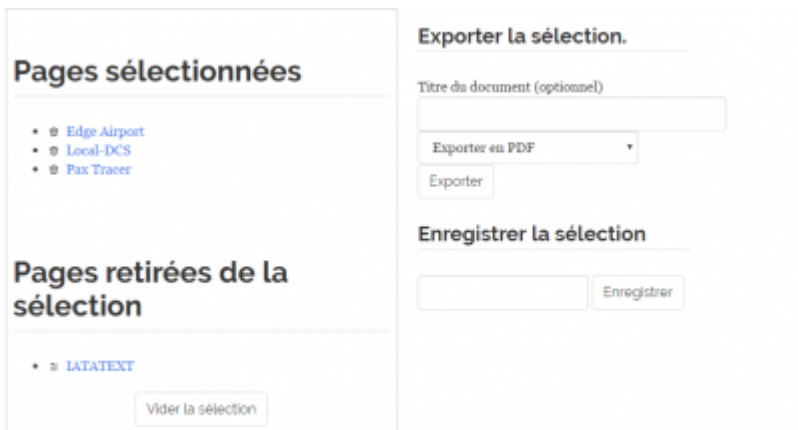 Pages sélectionnées
Edge Airport
Local-DCS
Pax Tracer
Pages retirées de la
sélection
IATATEXT
Vider la sélection
Exporter la sélection.
Titre du document (optionnel)
Exporter en PDF
Exporter
Enregistrer la sélection
Enregistrer